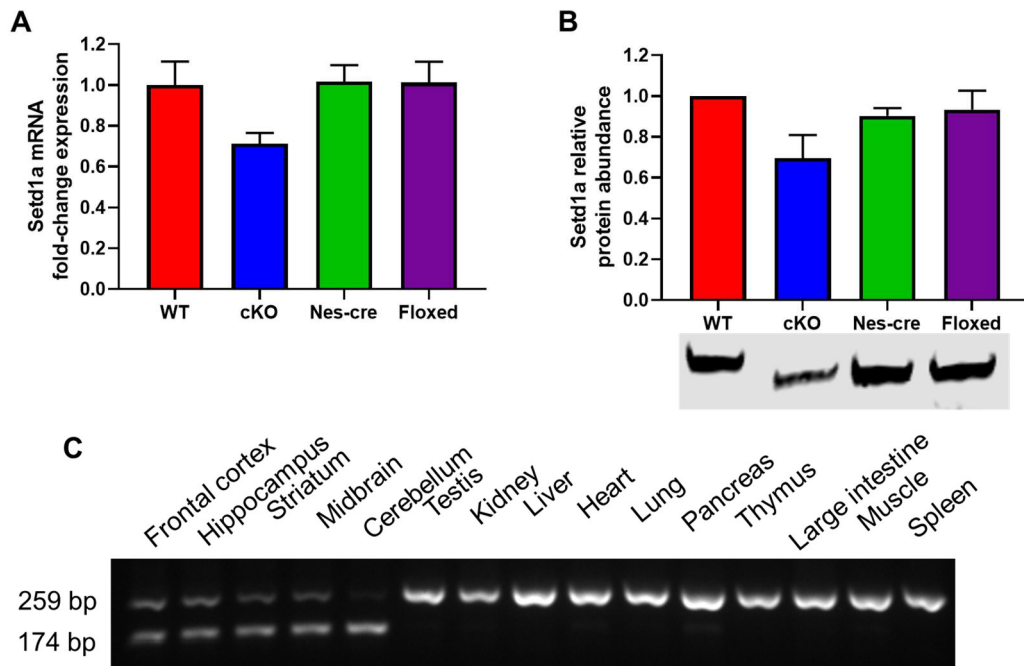 A
Setd1a mRNA
fold-change expression
1.2
1.0
0.8
0.6
0.4
0.2
0.0
WT cKO Nes-cre Floxed
B
Setd1a relative
protein abundance
1.2
1.0
0.8
0.6
0.4
0.2
0.0
WT cKO Nes-cre Floxed
C
Frontal cortex
Hippocampus
Striatum
Midbrain
Cerebellum
Testis
Kidney
Liver
Heart
Lung
Pancreas
Thymus
Large intestine
Muscle
Spleen
259 bp
174 bp